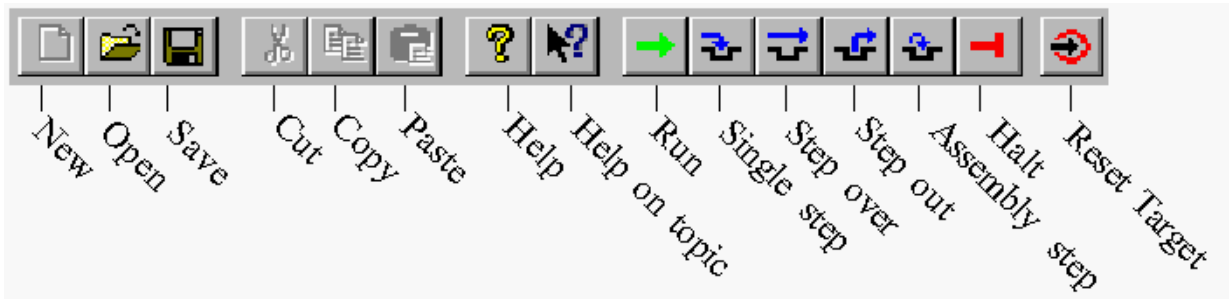 New
Open
Save
Cut
Copy
Paste
Help
Help on topic
Run
Single step
Step over
Step out
Assembly step
Halt
Reset Target